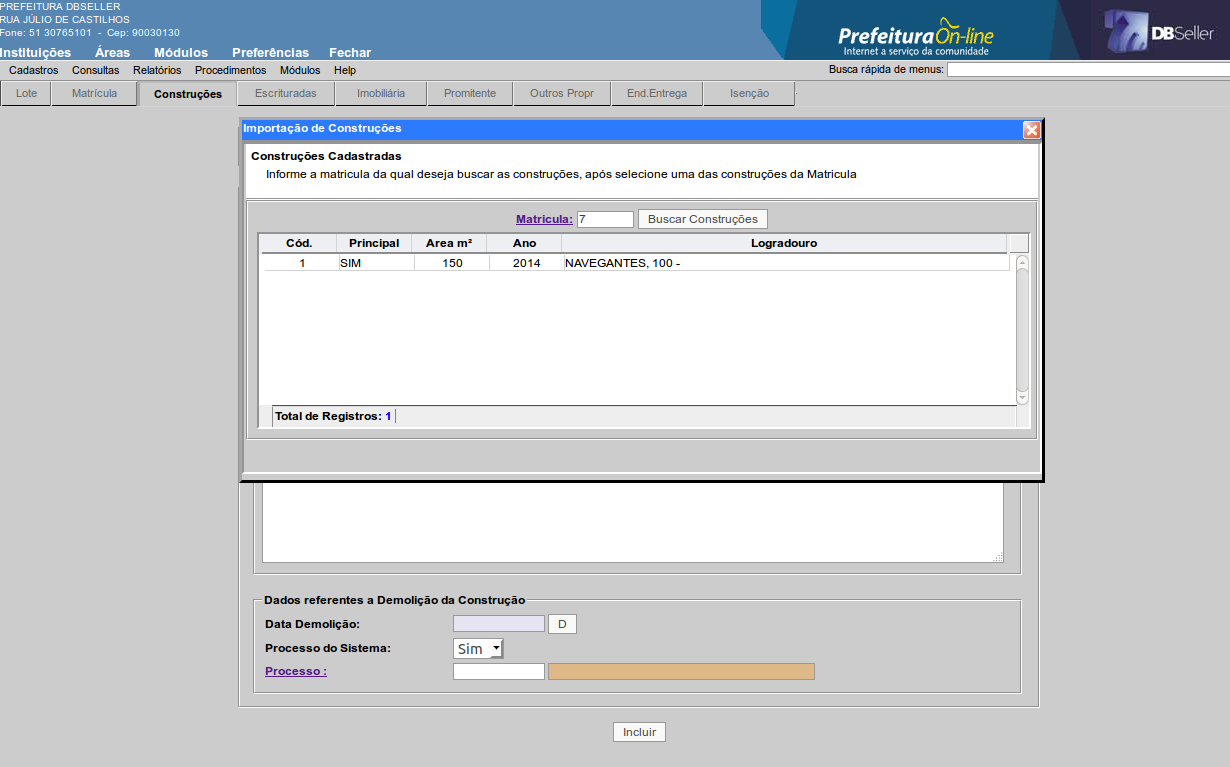 PREFEITURA DBSELLER
RUA JÚLIO DE CASTILHOS
Fone: 51 30765101 - Cep: 90030130
PrefeituraOn-line
Internet a serviço da comunidade
DBSeller
Instituições Áreas Módulos Preferências Fechar
Cadastros Consultas Relatórios Procedimentos Módulos Help Busca rápida de menus:
Lote Matrícula Construções Escrituradas Imobiliária Promitente Outros Propr End.Entrega Isenção
Importação de Construções
Construções Cadastradas
Informe a matricula da qual deseja buscar as construções, após selecione uma das construções da Matricula
Matricula: 7 Buscar Construções
Cód. Principal Area m² Ano Logradouro
1 SIM 150 2014 NAVEGANTES, 100 -
Total de Registros: 1
Dados referentes a Demolição da Construção
Data Demolição: D
Processo do Sistema: Sim
Processo :
Incluir